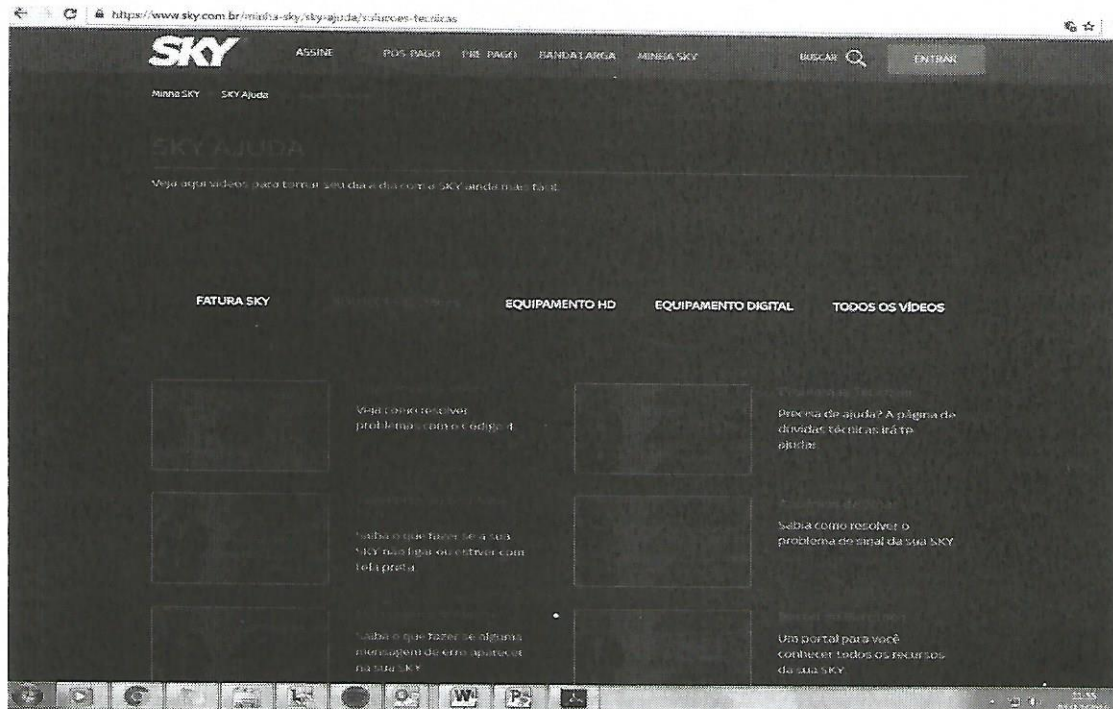 https://www.sky.com.br/minha-sky/sky-ajuda/solucoes-tecnicas
SKY
ASSINE
PÓS-PAGO
PRÉ-PAGO
BANDA LARGA
MINHA SKY
BUSCAR
ENTRAR
Minha SKY
SKY Ajuda
SKY AJUDA
Veja aqui vídeos para tornar seu dia a dia com a SKY ainda mais fácil.
FATURA SKY
EQUIPAMENTO HD
EQUIPAMENTO DIGITAL
TODOS OS VÍDEOS
Veja como resolver
problemas com o Código 4.
Precisa de ajuda? A página de
dúvidas técnicas irá te
ajudar.
Saiba o que fazer se a sua
SKY não ligar ou estiver com
tela preta.
Sabia como resolver o
problema de sinal da sua SKY
Saiba o que fazer se alguma
mensagem de erro aparecer
na sua SKY
Um portal para você
conhecer todos os recursos
da sua SKY
W
Ps